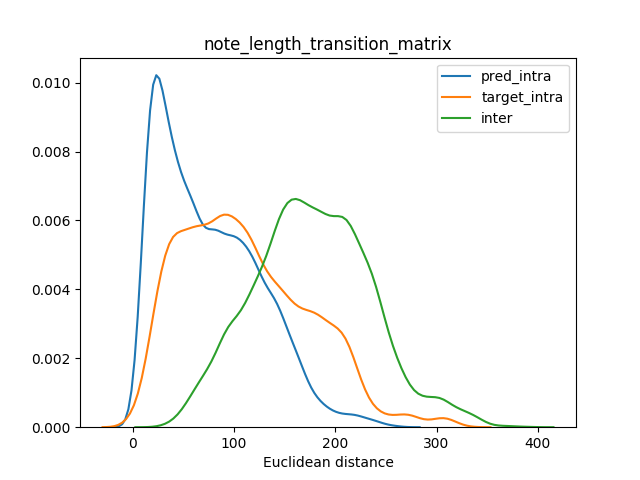 note_length_transition_matrix
pred_intra
target_intra
inter
0.010
0.008
0.006
0.004
0.002
0.000
0 100 200 300 400
Euclidean distance